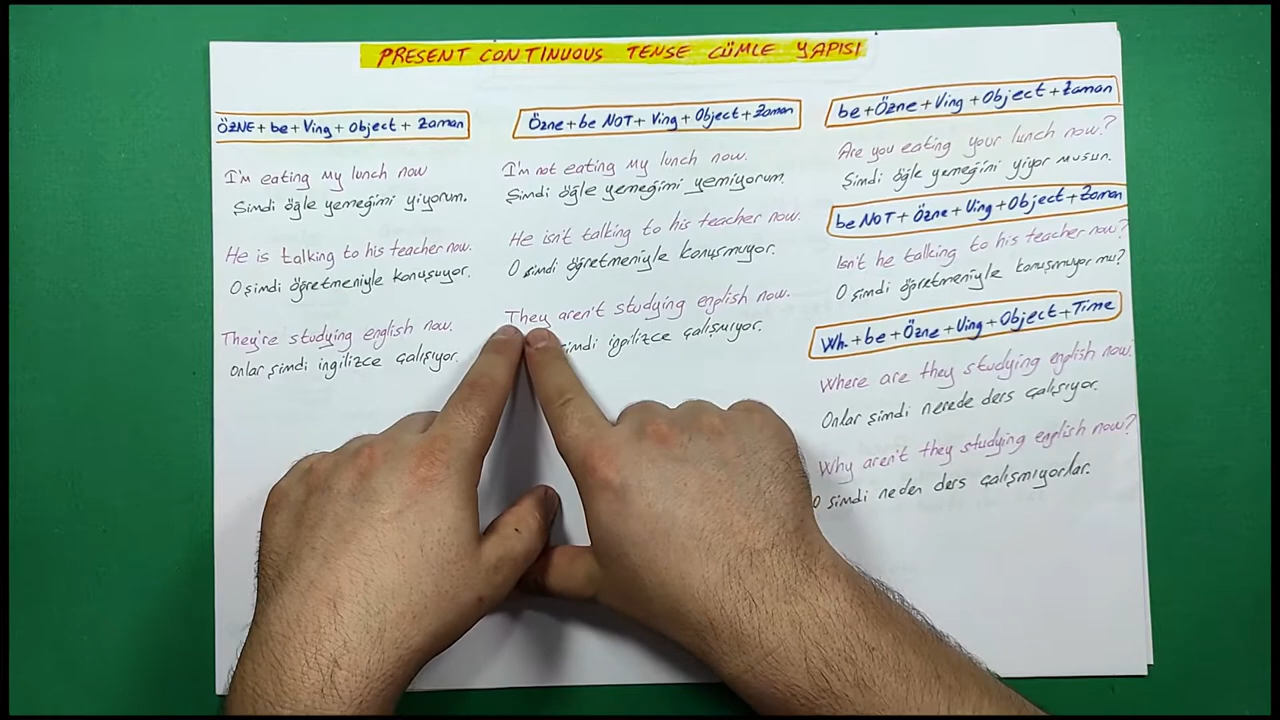 PRESENT CONTINUOUS TENSE CÜMLE YAPISI
ÖZNE + be + Ving + Object + Zaman
I'm eating my lunch now
Şimdi öğle yemeğimi yiyorum.
He is talking to his teacher now.
O şimdi öğretmeniyle konuşuyor.
They're studying english now.
Onlar şimdi ingilizce çalışıyor.
Özne + be NOT + Ving + Object + Zaman
I'm not eating my lunch now.
Şimdi öğle yemeğimi yemiyorum.
He isn't talking to his teacher now.
O şimdi öğretmeniyle konuşmuyor.
They aren't studying english now.
şimdi ingilizce çalışmıyor.
be + Özne + Ving + Object + Zaman
Are you eating your lunch now?
Şimdi öğle yemeğini yiyor musun.
be NOT + Özne + Ving + Object + Zaman
Isn't he talking to his teacher now?
O şimdi öğretmeniyle konuşmuyor mu?
Wh. + be + Özne + Ving + Object + Time
Where are they studying english now.
Onlar şimdi nerede ders çalışıyor.
Why aren't they studying english now?
O şimdi neden ders çalışmıyorlar.